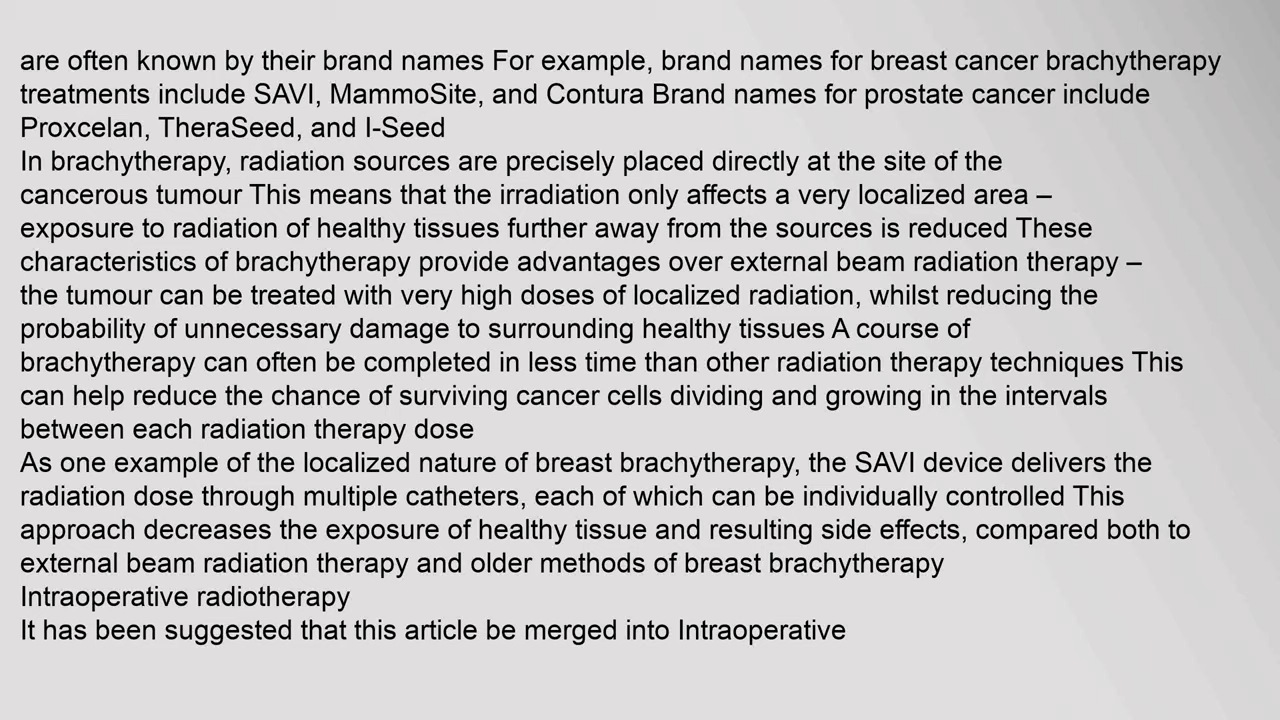 are often known by their brand names For example, brand names for breast cancer brachytherapy
treatments include SAVI, MammoSite, and Contura Brand names for prostate cancer include
Proxcelan, TheraSeed, and I-Seed
In brachytherapy, radiation sources are precisely placed directly at the site of the
cancerous tumour This means that the irradiation only affects a very localized area –
exposure to radiation of healthy tissues further away from the sources is reduced These
characteristics of brachytherapy provide advantages over external beam radiation therapy –
the tumour can be treated with very high doses of localized radiation, whilst reducing the
probability of unnecessary damage to surrounding healthy tissues A course of
brachytherapy can often be completed in less time than other radiation therapy techniques This
can help reduce the chance of surviving cancer cells dividing and growing in the intervals
between each radiation therapy dose
As one example of the localized nature of breast brachytherapy, the SAVI device delivers the
radiation dose through multiple catheters, each of which can be individually controlled This
approach decreases the exposure of healthy tissue and resulting side effects, compared both to
external beam radiation therapy and older methods of breast brachytherapy
Intraoperative radiotherapy
It has been suggested that this article be merged into Intraoperative